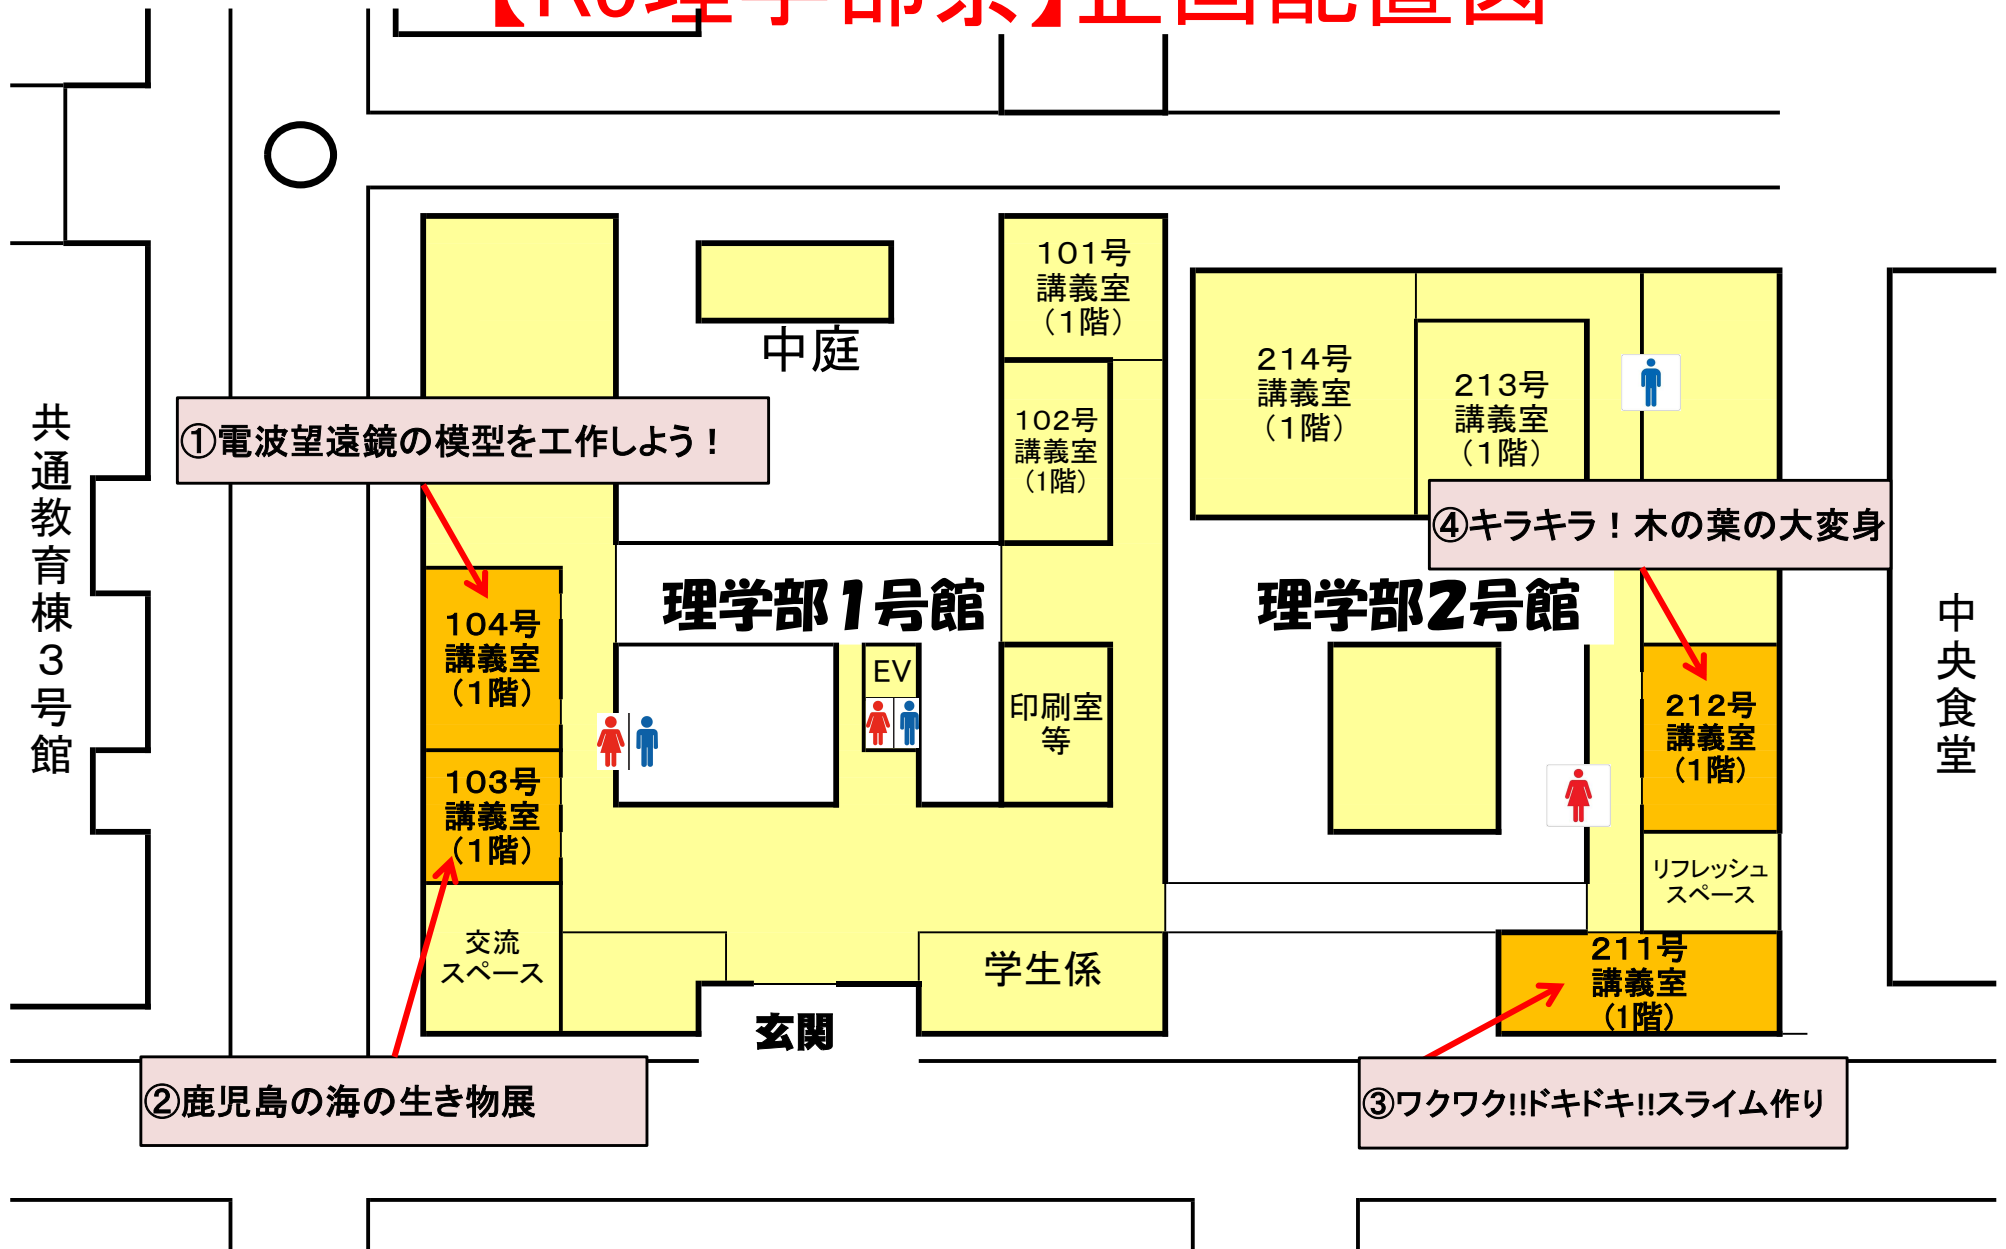 企画配置図
101号
講義室
（1階）
中庭
214号
講義室
（1階）
213号
講義室
（1階）
102号
講義室
（1階）
①電波望遠鏡の模型を工作しよう！
④キラキラ！木の葉の大変身
共通教育棟３号館
理学部1号館
理学部2号館
中央食堂
104号
講義室
（1階）
EV
印刷室
等
212号
講義室
（1階）
103号
講義室
（1階）
リフレッシュ
スペース
交流
スペース
学生係
211号
講義室
（1階）
玄関
②鹿児島の海の生き物展
③ワクワク!!ドキドキ!!スライム作り